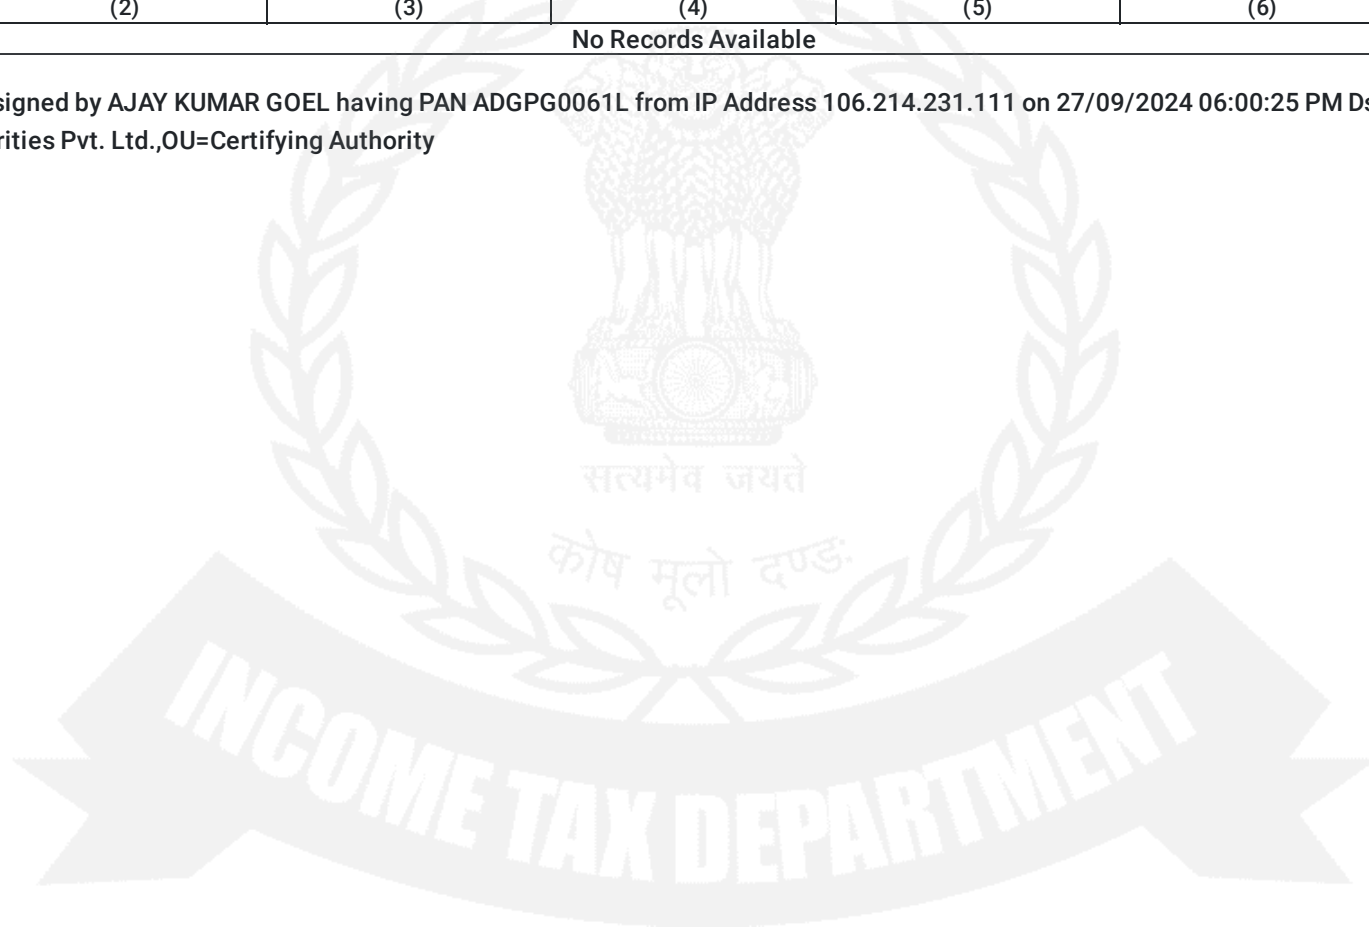 (2) (3) (4) (5) (6)
No Records Available
signed by AJAY KUMAR GOEL having PAN ADGPG0061L from IP Address 106.214.231.111 on 27/09/2024 06:00:25 PM Ds
rities Pvt. Ltd.,OU=Certifying Authority
सत्यमेव जयते
कोष मूलो दण्डः
INCOME TAX DEPARTMENT